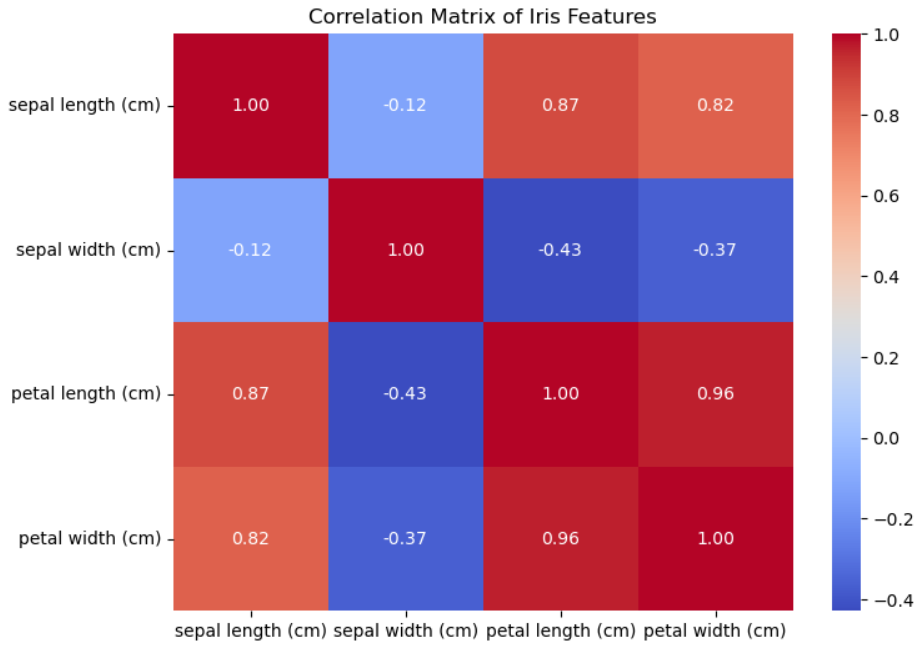 Correlation Matrix of Iris Features
sepal length (cm)
1.00 -0.12 0.87 0.82
sepal width (cm)
-0.12 1.00 -0.43 -0.37
petal length (cm)
0.87 -0.43 1.00 0.96
petal width (cm)
0.82 -0.37 0.96 1.00
sepal length (cm) sepal width (cm) petal length (cm) petal width (cm)
1.0
0.8
0.6
0.4
0.2
0.0
−0.2
−0.4